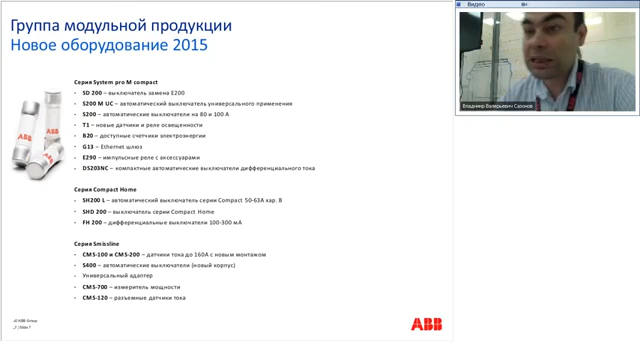 Группа модульной продукции
Новое оборудование 2015
Серия System pro M compact
- SD 200 – выключатель замена E200
- S200 M UC – автоматический выключатель универсального применения
- S200 – автоматические выключатели на 80 и 100 А
- T1 – новые датчики и реле освещенности
- B20 – доступные счетчики электроэнергии
- G13 – Ethernet шлюз
- E290 – импульсные реле с аксессуарами
- DS203NC – компактные автоматические выключатели дифференциального тока
Серия Compact Home
- SH200 L – автоматический выключатель серии Compact 50-63А хар. B
- SHD 200 – выключатель серии Compact Home
- FH 200 – дифференциальные выключатели 100-300 мА
Серия Smissline
- CMS-100 и CMS-200 – датчики тока до 160А с новым монтажом
- S400 – автоматические выключатели (новый корпус)
- Универсальный адаптер
- CMS-700 – измеритель мощности
- CMS-120 – разъемные датчики тока
ABB Group
| Slide 7
ABB
ABB
ABB
ABB
Видео
Владимир Валерьевич Сазонов